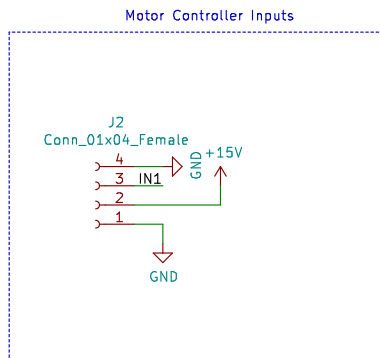 Motor Controller Inputs
J2
Conn_01x04_Female
4
GND
+15V
3
IN1
2
1
GND